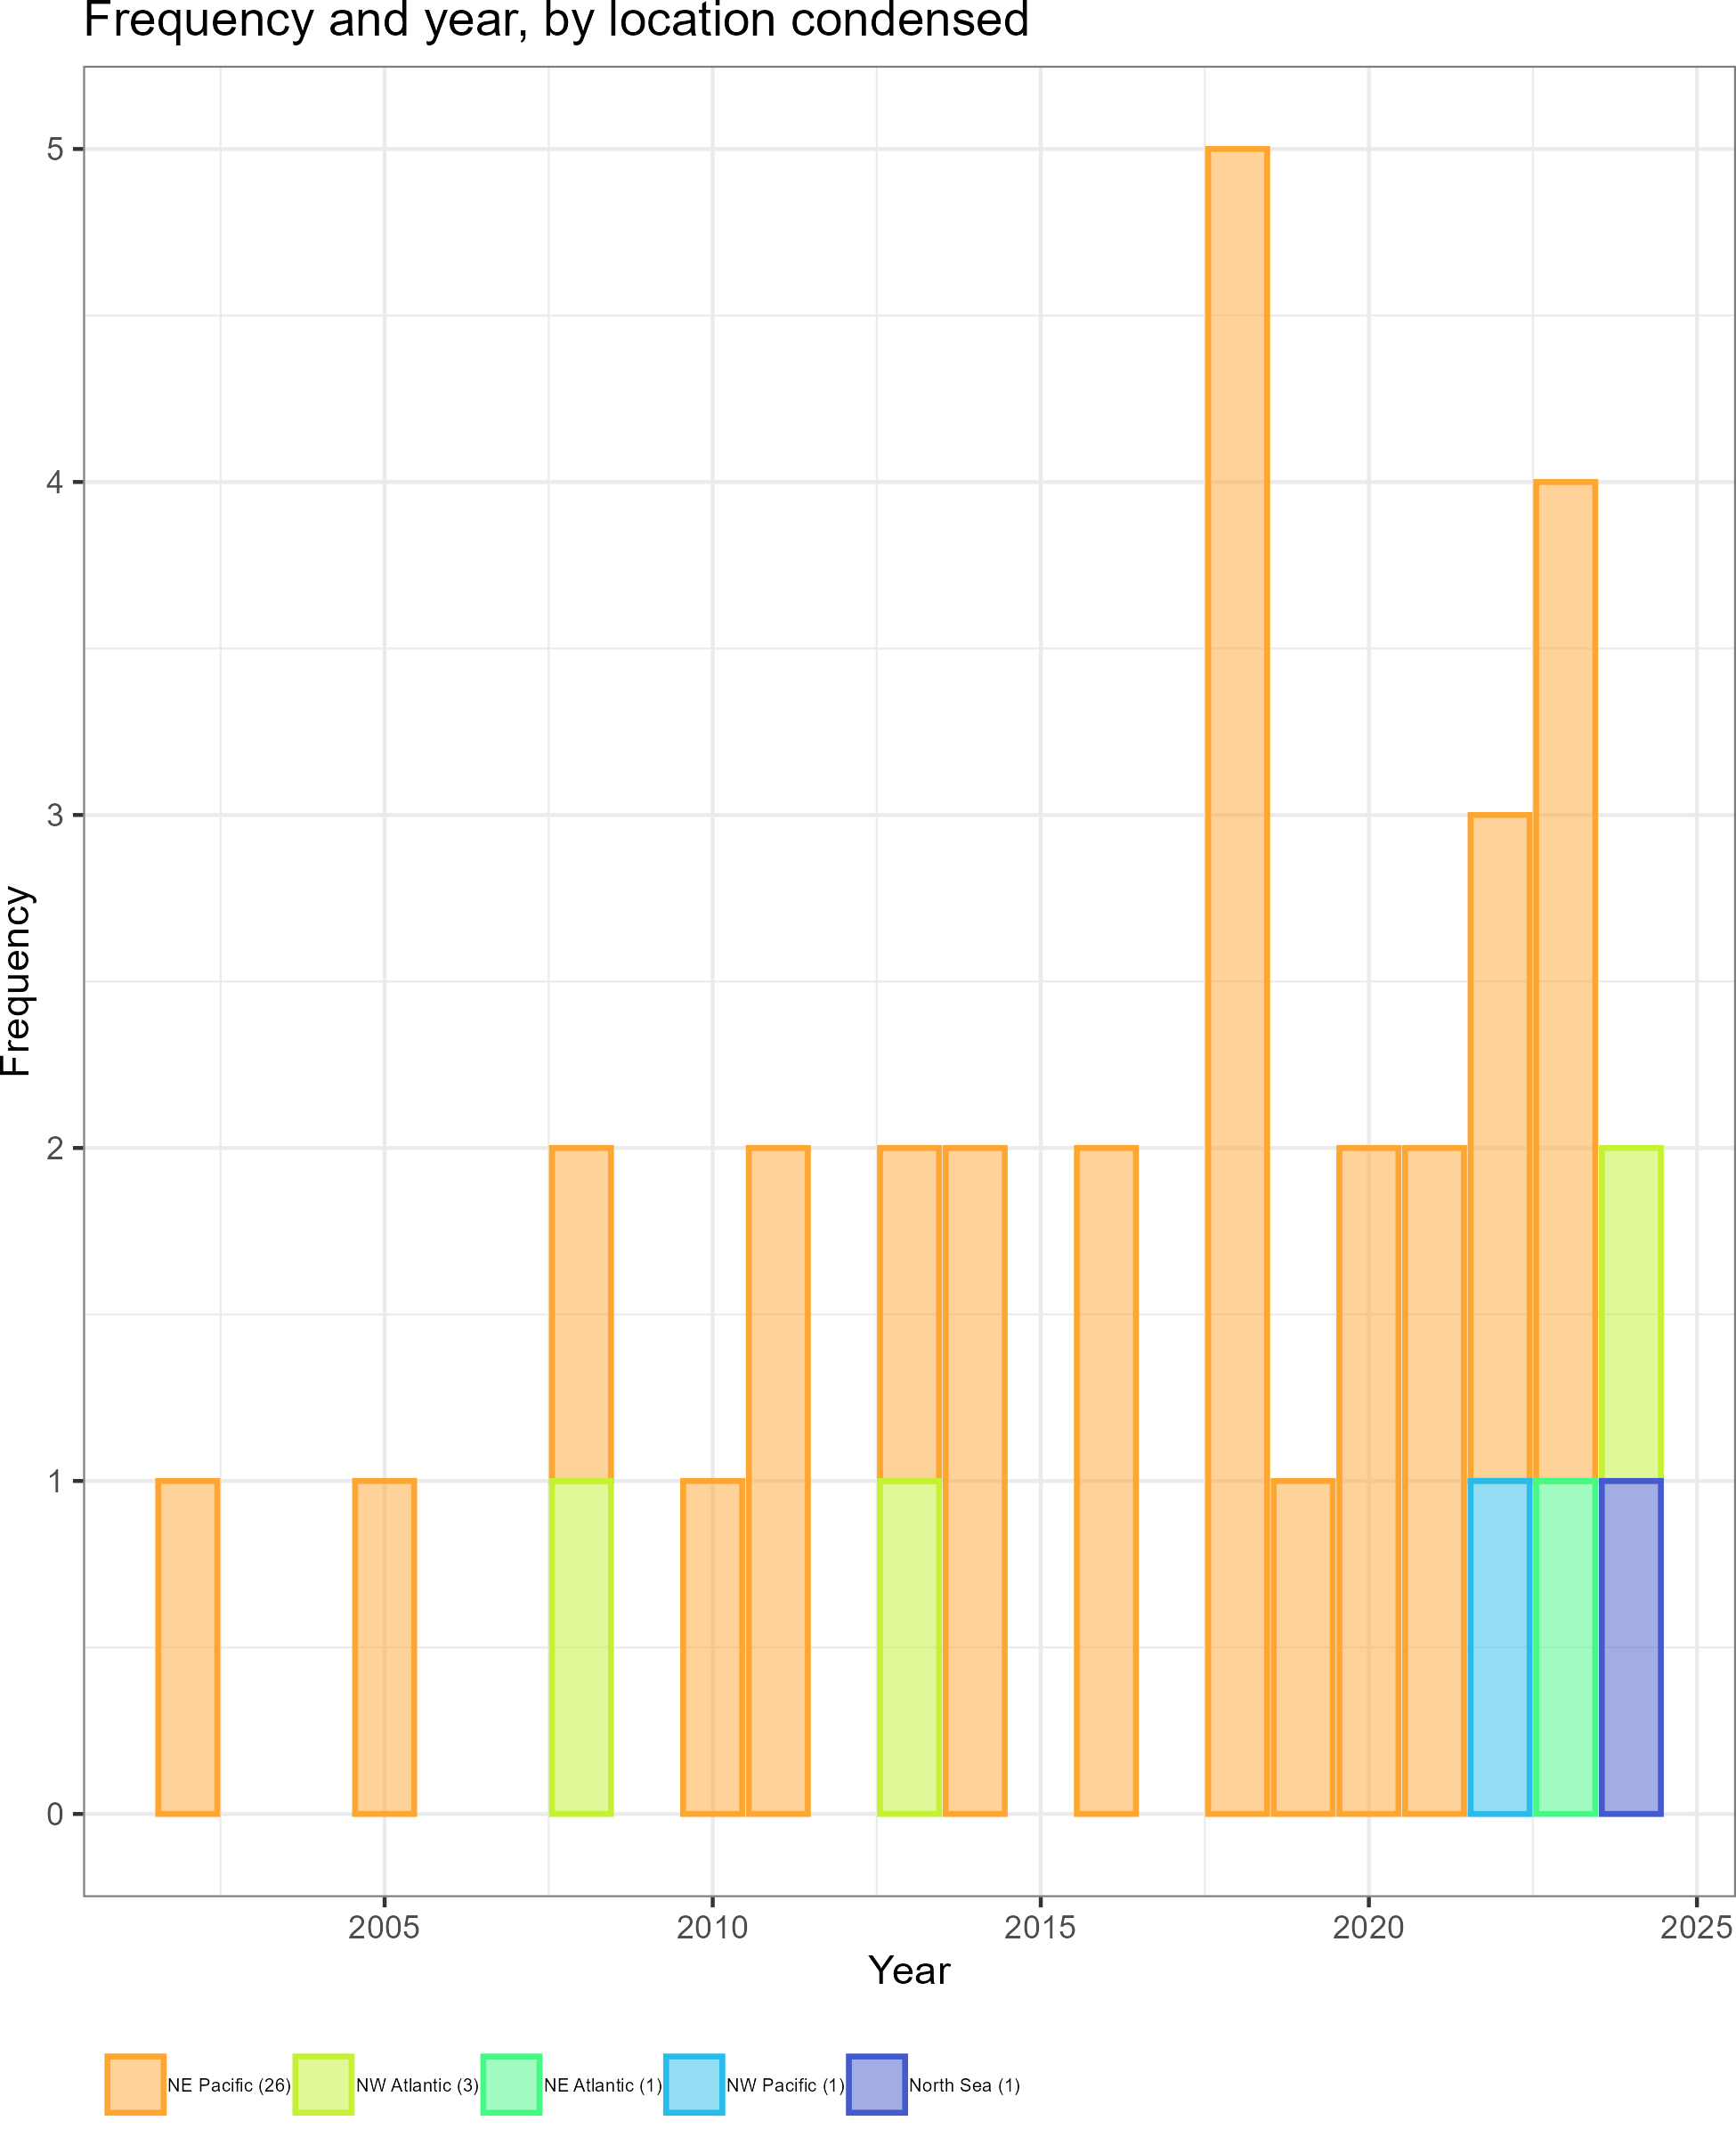 Frequency and year, by location condensed
5
4
3
2
1
0
Frequency
2005 2010 2015 2020 2025
Year
NE Pacific (26) NW Atlantic (3) NE Atlantic (1) NW Pacific (1) North Sea (1)